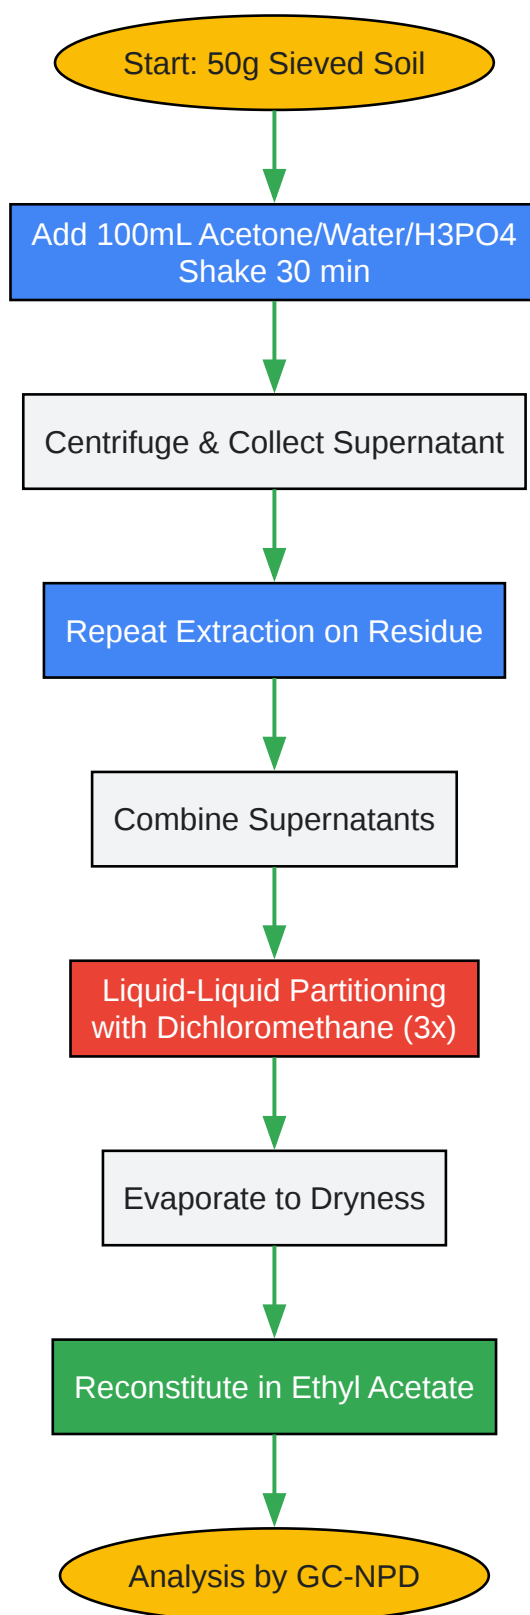 Start: 50g Sieved Soil
Add 100mL Acetone/Water/H3PO4
Shake 30 min
Centrifuge & Collect Supernatant
Repeat Extraction on Residue
Combine Supernatants
Liquid-Liquid Partitioning
with Dichloromethane (3x)
Evaporate to Dryness
Reconstitute in Ethyl Acetate
Analysis by GC-NPD